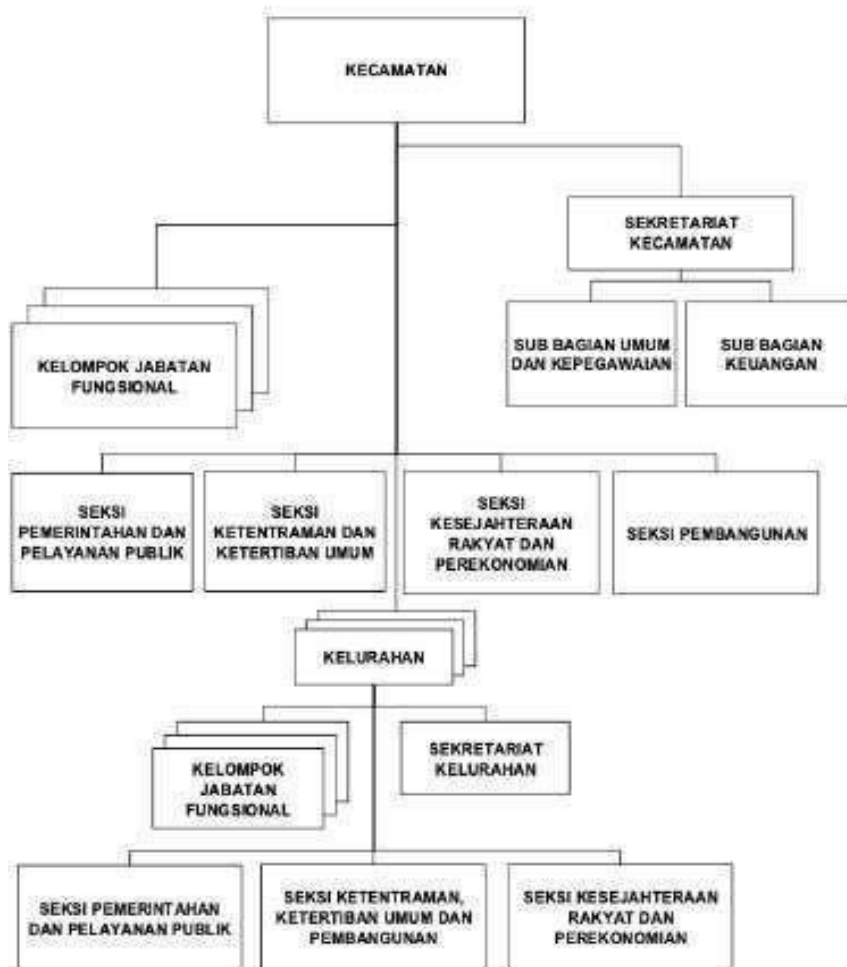 KECAMATAN
SEKRETARIAT
KECAMATAN
SUB BAGIAN UMUM
DAN KEPEGAWAIAN
SUB BAGIAN
KEUANGAN
KELOMPOK JABATAN
FUNGSIONAL
SEKSI
PEMERINTAHAN DAN
PELAYANAN PUBLIK
SEKSI
KETENTRAMAN DAN
KETERTIBAN UMUM
SEKSI
KESEJAHTERAAN
RAKYAT DAN
PEREKONOMIAN
SEKSI PEMBANGUNAN
KELURAHAN
KELOMPOK
JABATAN
FUNGSIONAL
SEKRETARIAT
KELURAHAN
SEKSI PEMERINTAHAN
DAN PELAYANAN PUBLIK
SEKSI KETENTRAMAN,
KETERTIBAN UMUM DAN
PEMBANGUNAN
SEKSI KESEJAHTERAAN
RAKYAT DAN
PEREKONOMIAN